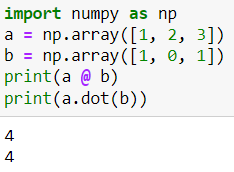 import numpy as np
a = np.array([1, 2, 3])
b = np.array([1, 0, 1])
print(a @ b)
print(a.dot(b))
4
4